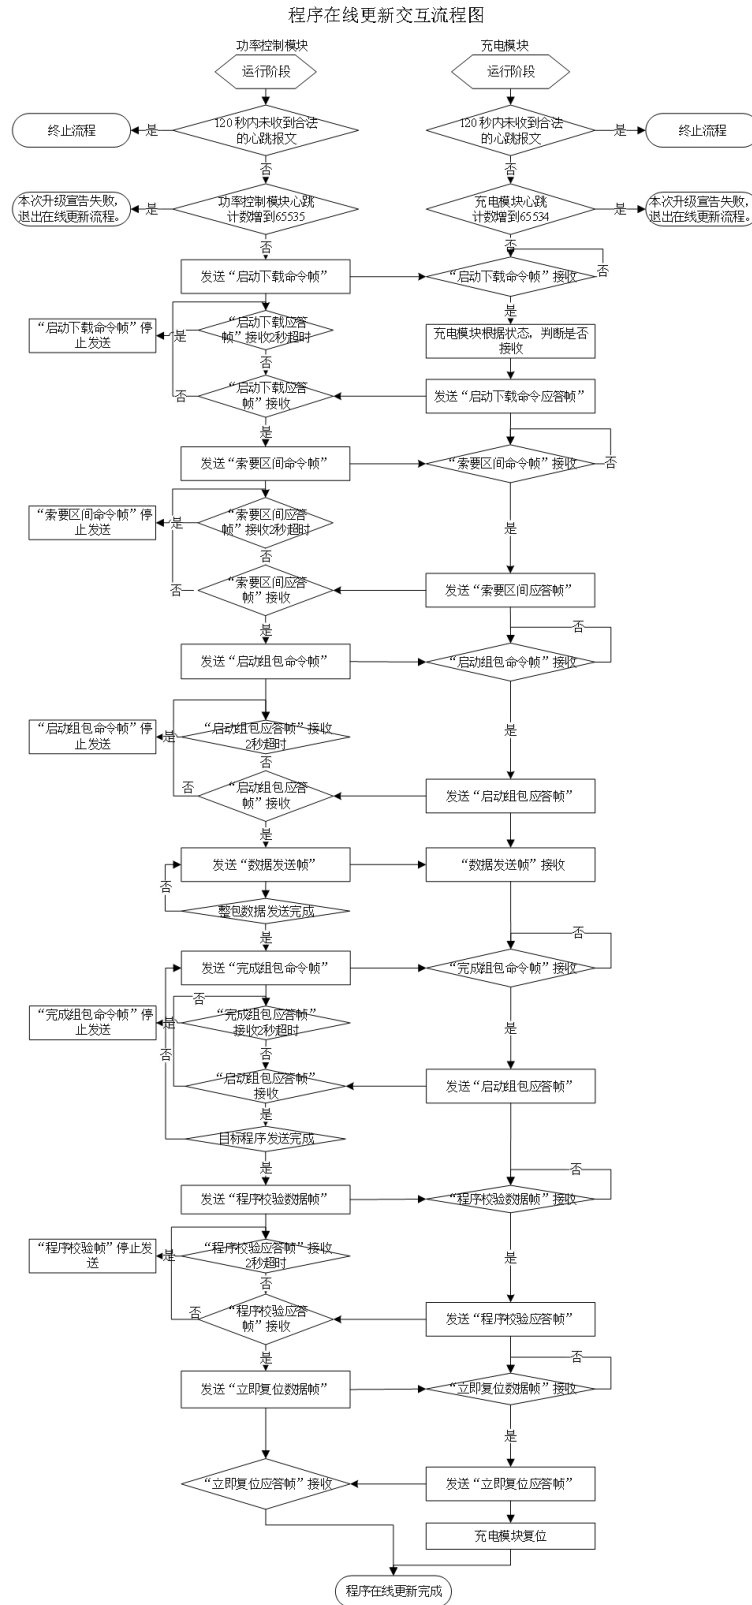 程序在线更新交互流程图
功率控制模块
充电模块
运行阶段
运行阶段
120秒内未收到合法
的心跳报文
是
终止流程
120秒内未收到合法
的心跳报文
是
终止流程
否
否
功率控制模块心跳
计数增到65535
是
本次升级宣告失败，
退出在线更新流程。
充电模块心跳
计数增到65534
是
本次升级宣告失败，
退出在线更新流程。
否
否
发送“启动下载命令帧”
“启动下载命令帧”接收
否
是
“启动下载应答
帧”接收2秒超时
是
“启动下载命令帧”停
止发送
充电模块根据状态，判断是否
接收
否
“启动下载应答
帧”接收
否
发送“启动下载命令应答帧”
是
发送“索要区间命令帧”
“索要区间命令帧”接收
否
“索要区间应答
帧”接收2秒超时
是
“索要区间命令帧”停
止发送
是
否
“索要区间应答
帧”接收
否
发送“索要区间应答帧”
是
否
发送“启动组包命令帧”
“启动组包命令帧”接收
“启动组包应答帧”接收
2秒超时
是
“启动组包命令帧”停
止发送
是
否
“启动组包应答
帧”接收
否
发送“启动组包应答帧”
是
发送“数据发送帧”
“数据发送帧”接收
否
整包数据发送完成
是
否
发送“完成组包命令帧”
“完成组包命令帧”接收
否
“完成组包应答帧”
接收2秒超时
是
“完成组包命令帧”停
止发送
是
否
否
“启动组包应答帧”
接收
发送“启动组包应答帧”
是
目标程序发送完成
是
否
发送“程序校验数据帧”
“程序校验数据帧”接收
“程序校验应答帧”接收
2秒超时
是
“程序校验帧”停止发
送
是
否
“程序校验应答
帧”接收
否
发送“程序校验应答帧”
是
否
发送“立即复位数据帧”
“立即复位数据帧”接收
是
“立即复位应答帧”接收
发送“立即复位应答帧”
充电模块复位
程序在线更新完成